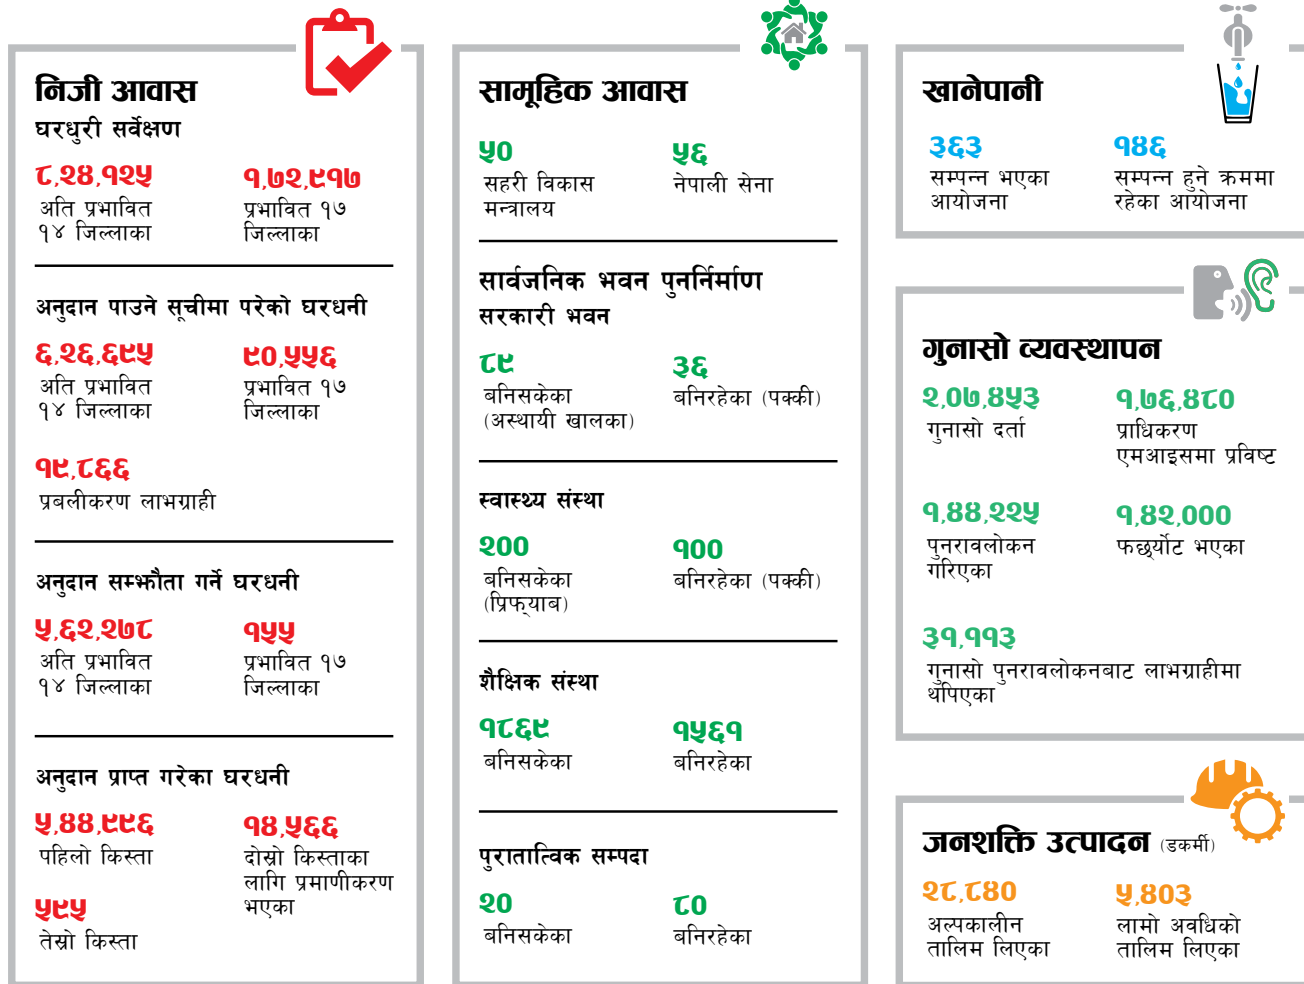 निजी आवास
घरधुरी सर्वेक्षण
८,२४,१२५
अति प्रभावित
१४ जिल्लाका
१,७२,९१७
प्रभावित १७
जिल्लाका
अनुदान पाउने सूचीमा परेको घरधनी
६,२६,६९५
अति प्रभावित
१४ जिल्लाका
९०,५५६
प्रभावित १७
जिल्लाका
१९,८६६
प्रबलीकरण लाभग्राही
अनुदान सम्झौता गर्ने घरधनी
५,६२,२७८
अति प्रभावित
१४ जिल्लाका
१५५
प्रभावित १७
जिल्लाका
अनुदान प्राप्त गरेका घरधनी
५,४४,९९६
पहिलो किस्ता
१४,५६६
दोस्रो किस्ताका
लागि प्रमाणीकरण
भएका
५९५
तेस्रो किस्ता
सामूहिक आवास
५०
सहरी विकास
मन्त्रालय
५६
नेपाली सेना
सार्वजनिक भवन पुनर्निर्माण
सरकारी भवन
८९
बनिसकेका
(अस्थायी खालका)
३६
बनिरहेका (पक्की)
स्वास्थ्य संस्था
२००
बनिसकेका
(प्रिफ्याब)
१००
बनिरहेका (पक्की)
शैक्षिक संस्था
१८६९
बनिसकेका
१५६१
बनिरहेका
पुरातात्विक सम्पदा
२०
बनिसकेका
८०
बनिरहेका
खानेपानी
३६३
सम्पन्न भएका
आयोजना
१४६
सम्पन्न हुने क्रममा
रहेका आयोजना
गुनासो व्यवस्थापन
२,०७,४५३
गुनासो दर्ता
१,७६,४८०
प्राधिकरण
एमआइसमा प्रविष्ट
१,४४,२२५
पुनरावलोकन
गरिएका
१,४२,०००
फछ्र्योट भएका
३१,११३
गुनासो पुनरावलोकनबाट लाभग्राहीमा
थपिएका
जनशक्ति उत्पादन (डकर्मी)
२८,८४०
अल्पकालीन
तालिम लिएका
५,४०३
लामो अवधिको
तालिम लिएका